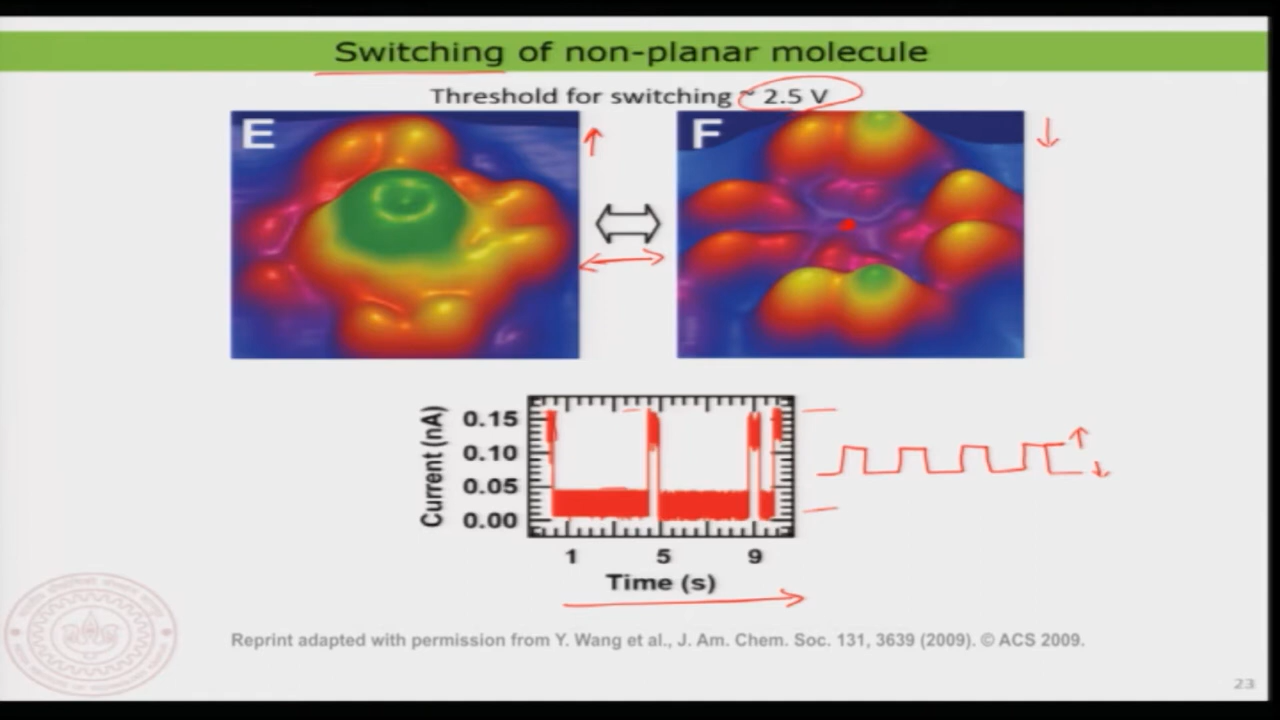 Switching of non-planar molecule
Threshold for switching ~ 2.5 V
E
F
Current (nA)
0.15
0.10
0.05
0.00
1 5 9
Time (s)
Reprint adapted with permission from Y. Wang et al., J. Am. Chem. Soc. 131, 3639 (2009). © ACS 2009.
23